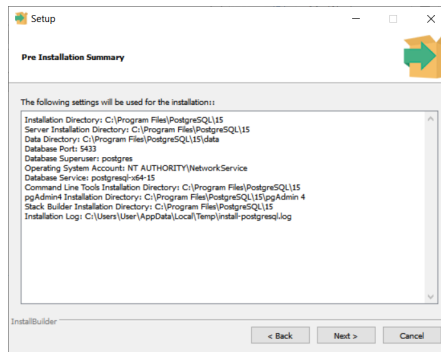 Setup
Pre Installation Summary
The following settings will be used for the installation::
Installation Directory: C:\Program Files\PostgreSQL\15
Server Installation Directory: C:\Program Files\PostgreSQL\15
Data Directory: C:\Program Files\PostgreSQL\15\data
Database Port: 5433
Database Superuser: postgres
Operating System Account: NT AUTHORITY\NetworkService
Database Service: postgresql-x64-15
Command Line Tools Installation Directory: C:\Program Files\PostgreSQL\15
pgAdmin4 Installation Directory: C:\Program Files\PostgreSQL\15\pgAdmin 4
Stack Builder Installation Directory: C:\Program Files\PostgreSQL\15
Installation Log: C:\Users\User\AppData\Local\Temp\install-postgresql.log
InstallBuilder
< Back Next > Cancel